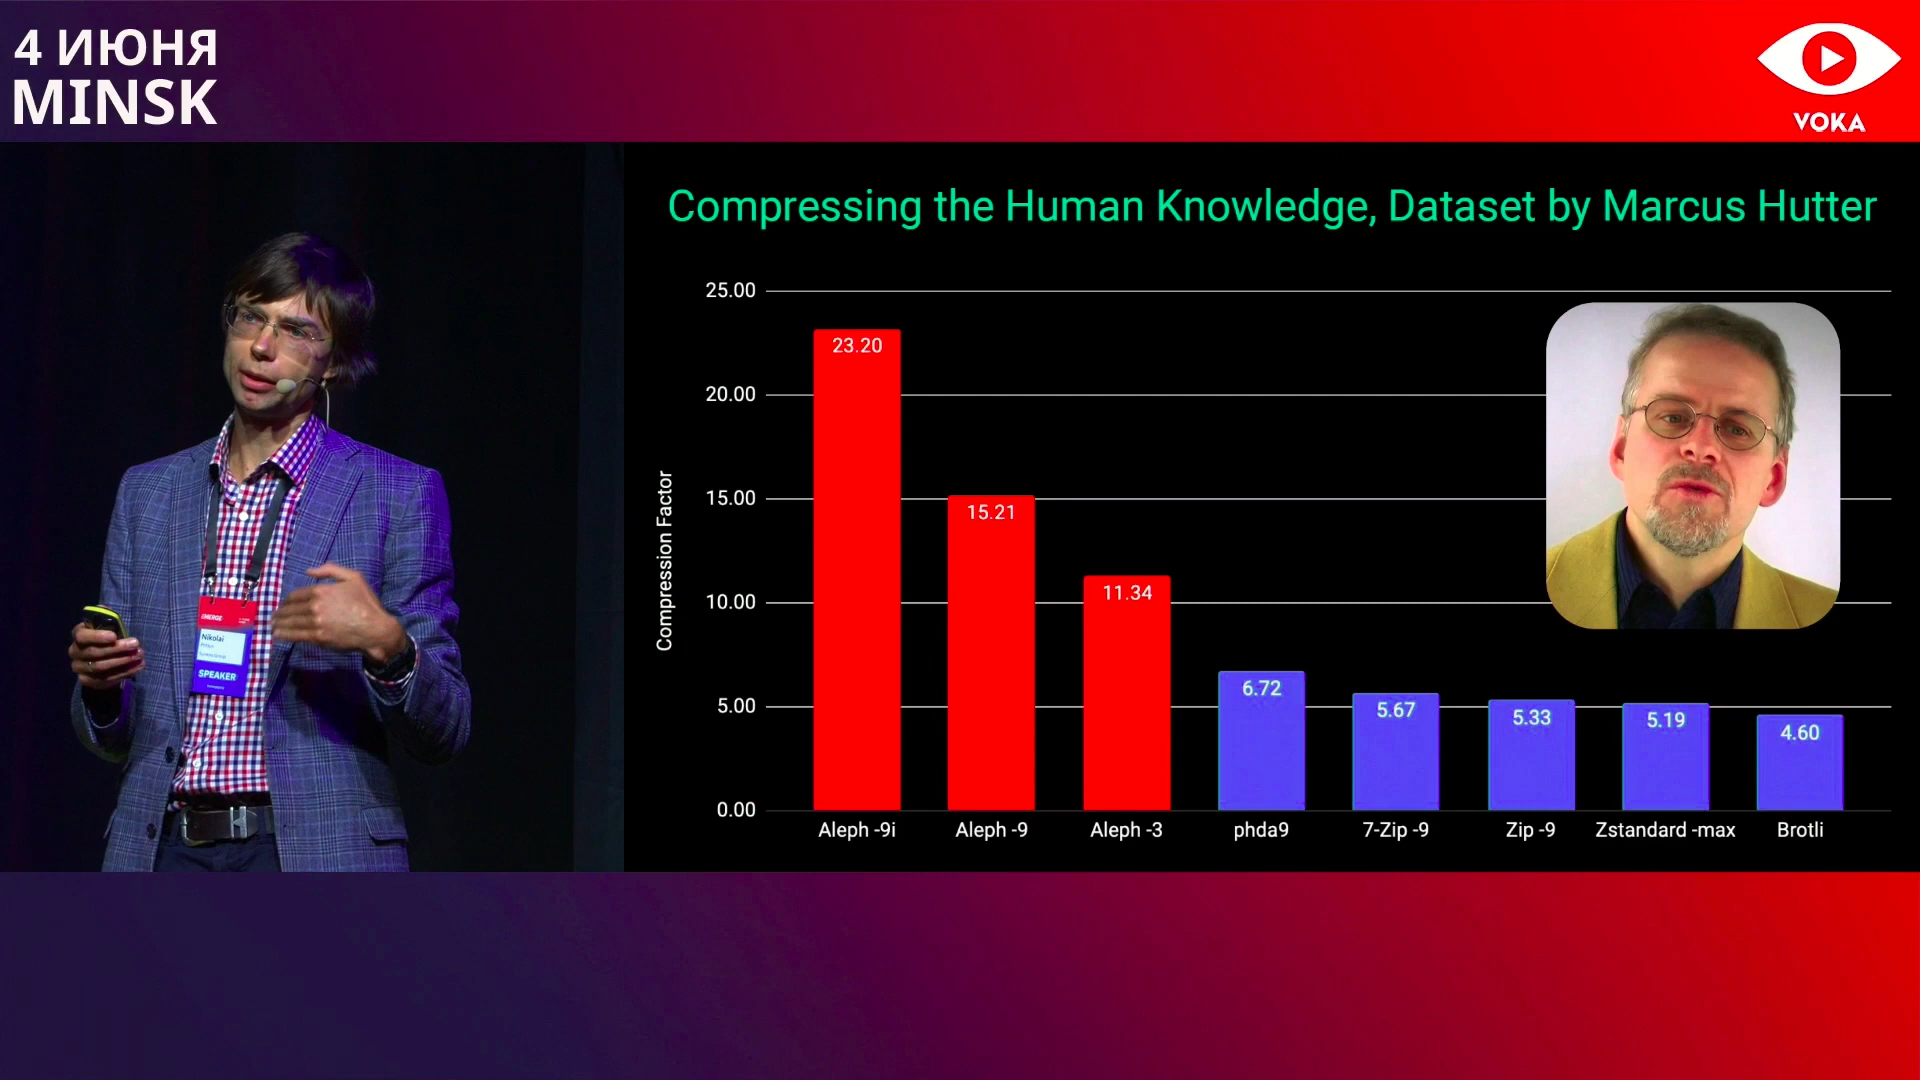 4 ИЮНЯ
MINSK
VOKA
Compressing the Human Knowledge, Dataset by Marcus Hutter
Compression Factor
25.00
20.00
15.00
10.00
5.00
0.00
23.20
15.21
11.34
6.72
5.67
5.33
5.19
4.60
Aleph -9i
Aleph -9
Aleph -3
phda9
7-Zip -9
Zip -9
Zstandard -max
Brotli
EMERGE
Nikolai
SPEAKER